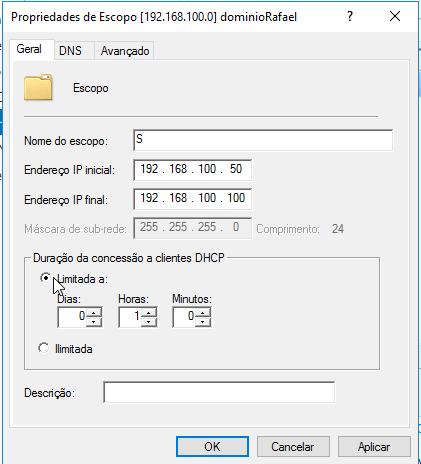 Propriedades de Escopo [192.168.100.0] dominioRafael
Geral DNS Avançado
Escopo
Nome do escopo: S
Endereço IP inicial: 192 . 168 . 100 . 50
Endereço IP final: 192 . 168 . 100 . 100
Máscara de sub-rede: 255 . 255 . 255 . 0 Comprimento: 24
Duração da concessão a clientes DHCP
Limitada a:
Dias: Horas: Minutos:
0 1 0
Ilimitada
Descrição:
OK Cancelar Aplicar